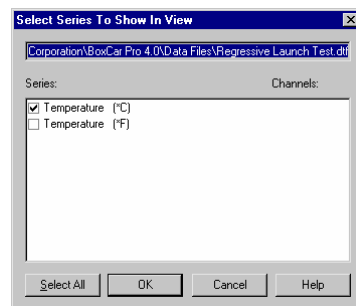 Select Series To Show In View
Corporation\BoxCar Pro 4.0\Data Files\Regressive Launch Test.dtf
Series: Channels:
Temperature (°C)
Temperature (°F)
Select All OK Cancel Help